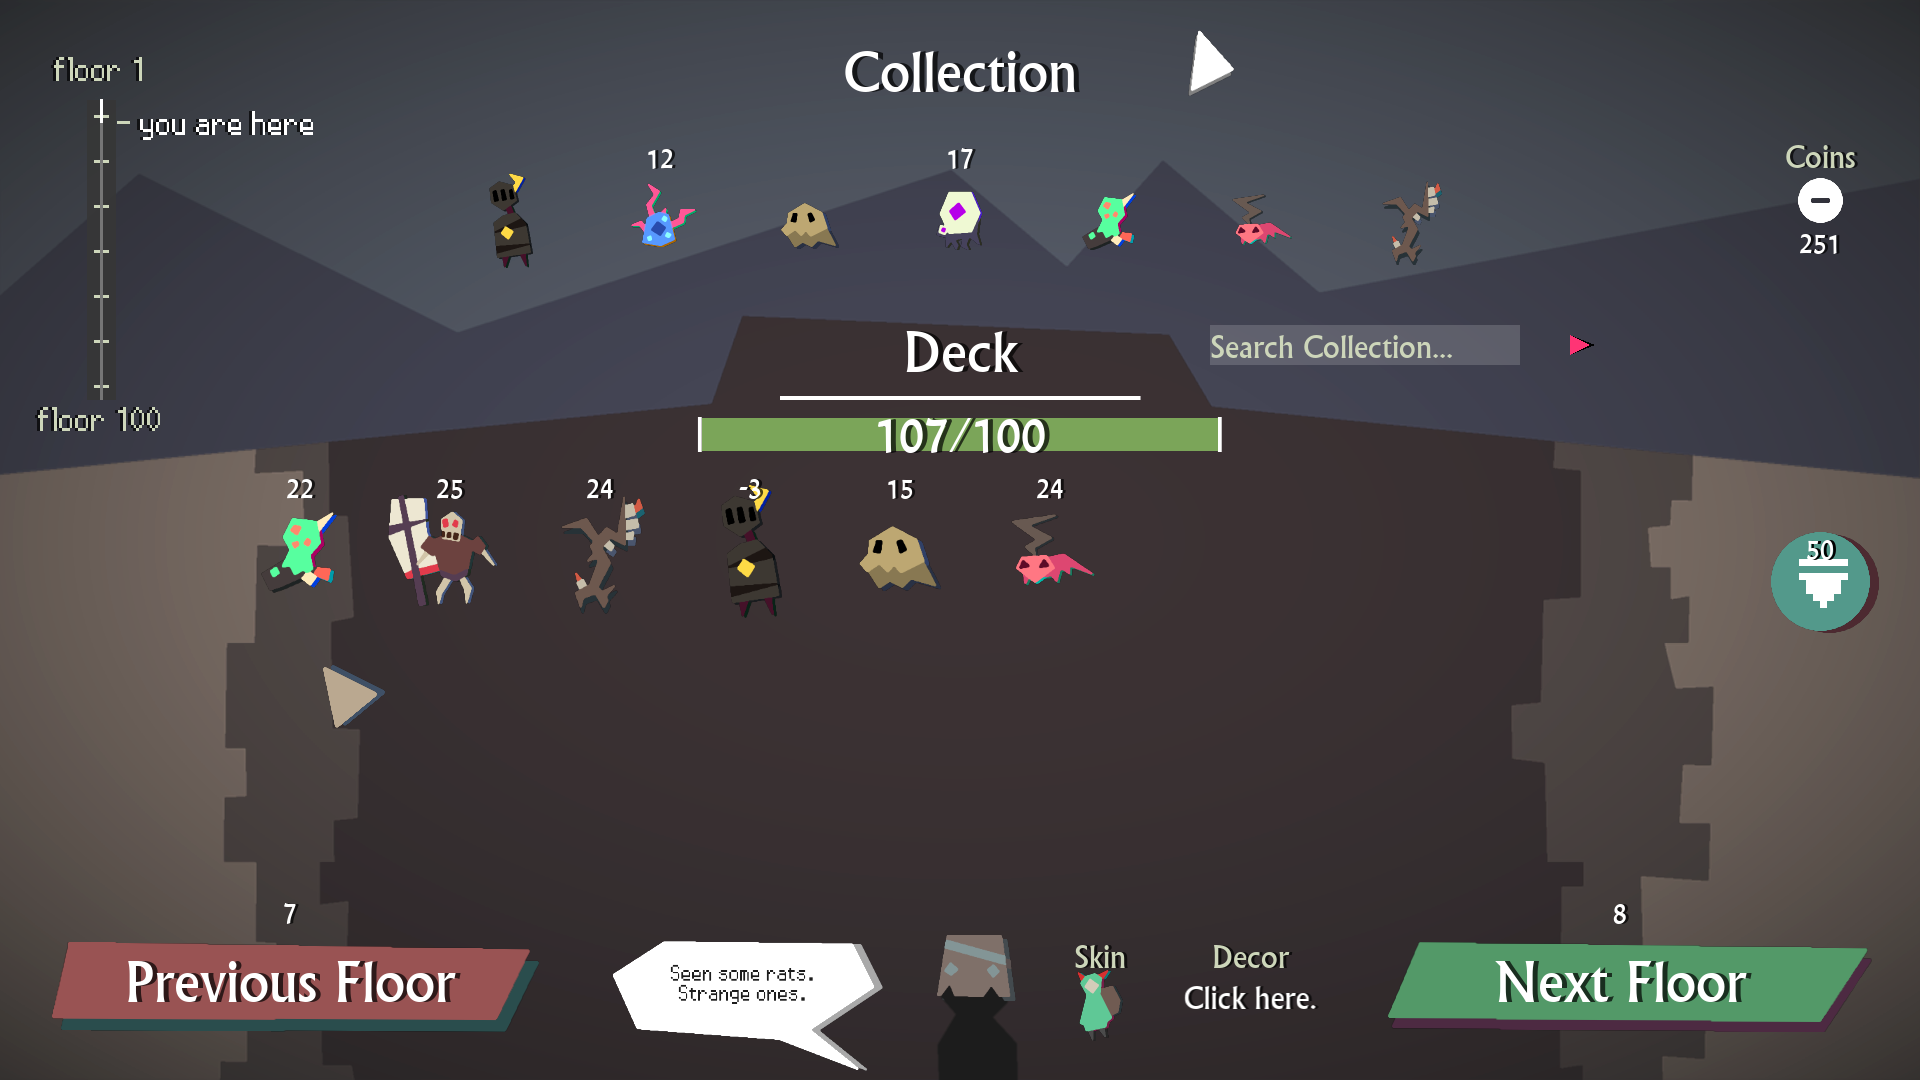 floor 1
you are here
floor 100
Collection
12
17
Coins
251
Search Collection...
Deck
107/100
22
25
24
-3
15
24
50
7
Previous Floor
Seen some rats.
Strange ones.
Skin
Decor
Click here.
8
Next Floor